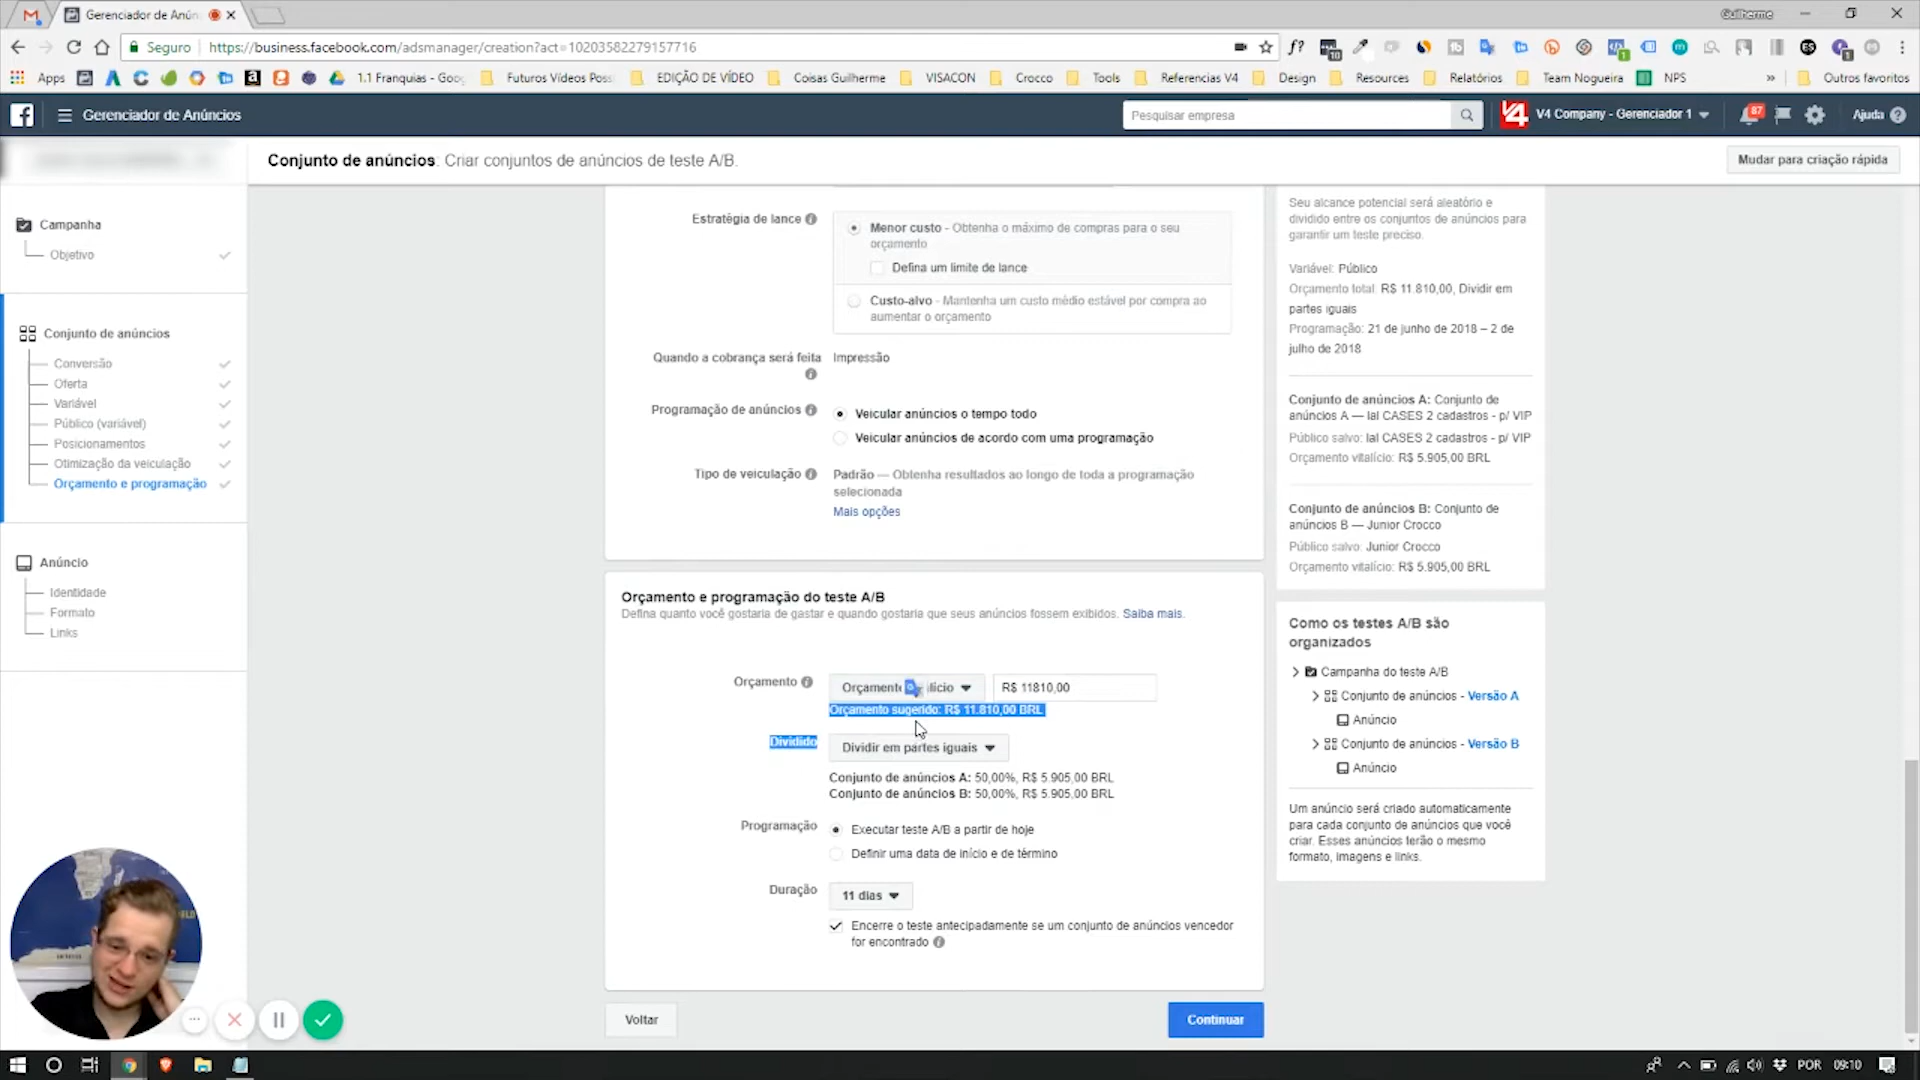 Gerenciador de Anún
Guilherme
Seguro
https://business.facebook.com/adsmanager/creation?act=10203582279157716
Apps
1.1 Franquias - Goog
Futuros Vídeos Poss
EDIÇÃO DE VÍDEO
Coisas Guilherme
VISACON
Crocco
Tools
Referencias V4
Design
Resources
Relatórios
Team Nogueira
NPS
»
Outros favoritos
Gerenciador de Anúncios
Pesquisar empresa
V4 Company - Gerenciador 1
87
Ajuda
Conjunto de anúncios: Criar conjuntos de anúncios de teste A/B.
Mudar para criação rápida
Campanha
Objetivo
Conjunto de anúncios
Conversão
Oferta
Variável
Público (variável)
Posicionamentos
Otimização da veiculação
Orçamento e programação
Anúncio
Identidade
Formato
Links
Estratégia de lance
Menor custo - Obtenha o máximo de compras para o seu
orçamento
Defina um limite de lance
Custo-alvo - Mantenha um custo médio estável por compra ao
aumentar o orçamento
Quando a cobrança será feita
Impressão
Programação de anúncios
Veicular anúncios o tempo todo
Veicular anúncios de acordo com uma programação
Tipo de veiculação
Padrão — Obtenha resultados ao longo de toda a programação
selecionada
Mais opções
Orçamento e programação do teste A/B
Defina quanto você gostaria de gastar e quando gostaria que seus anúncios fossem exibidos. Saiba mais.
Orçamento
R$ 11810,00
Orçamento sugerido: R$ 11.810,00 BRL
Dividido
Dividir em partes iguais
Conjunto de anúncios A: 50,00%, R$ 5.905,00 BRL
Conjunto de anúncios B: 50,00%, R$ 5.905,00 BRL
Programação
Executar teste A/B a partir de hoje
Definir uma data de início e de término
Duração
11 dias
Encerre o teste antecipadamente se um conjunto de anúncios vencedor
for encontrado
Voltar
Continuar
Seu alcance potencial será aleatório e
dividido entre os conjuntos de anúncios para
garantir um teste preciso.
Variável: Público
Orçamento total: R$ 11.810,00, Dividir em
partes iguais
Programação: 21 de junho de 2018 – 2 de
julho de 2018
Conjunto de anúncios A: Conjunto de
anúncios A — lal CASES 2 cadastros - p/ VIP
Público salvo: lal CASES 2 cadastros - p/ VIP
Orçamento vitalício: R$ 5.905,00 BRL
Conjunto de anúncios B: Conjunto de
anúncios B — Junior Crocco
Público salvo: Junior Crocco
Orçamento vitalício: R$ 5.905,00 BRL
Como os testes A/B são
organizados
Campanha do teste A/B
Conjunto de anúncios - Versão A
Anúncio
Conjunto de anúncios - Versão B
Anúncio
Um anúncio será criado automaticamente
para cada conjunto de anúncios que você
criar. Esses anúncios terão o mesmo
formato, imagens e links.
POR
09:10